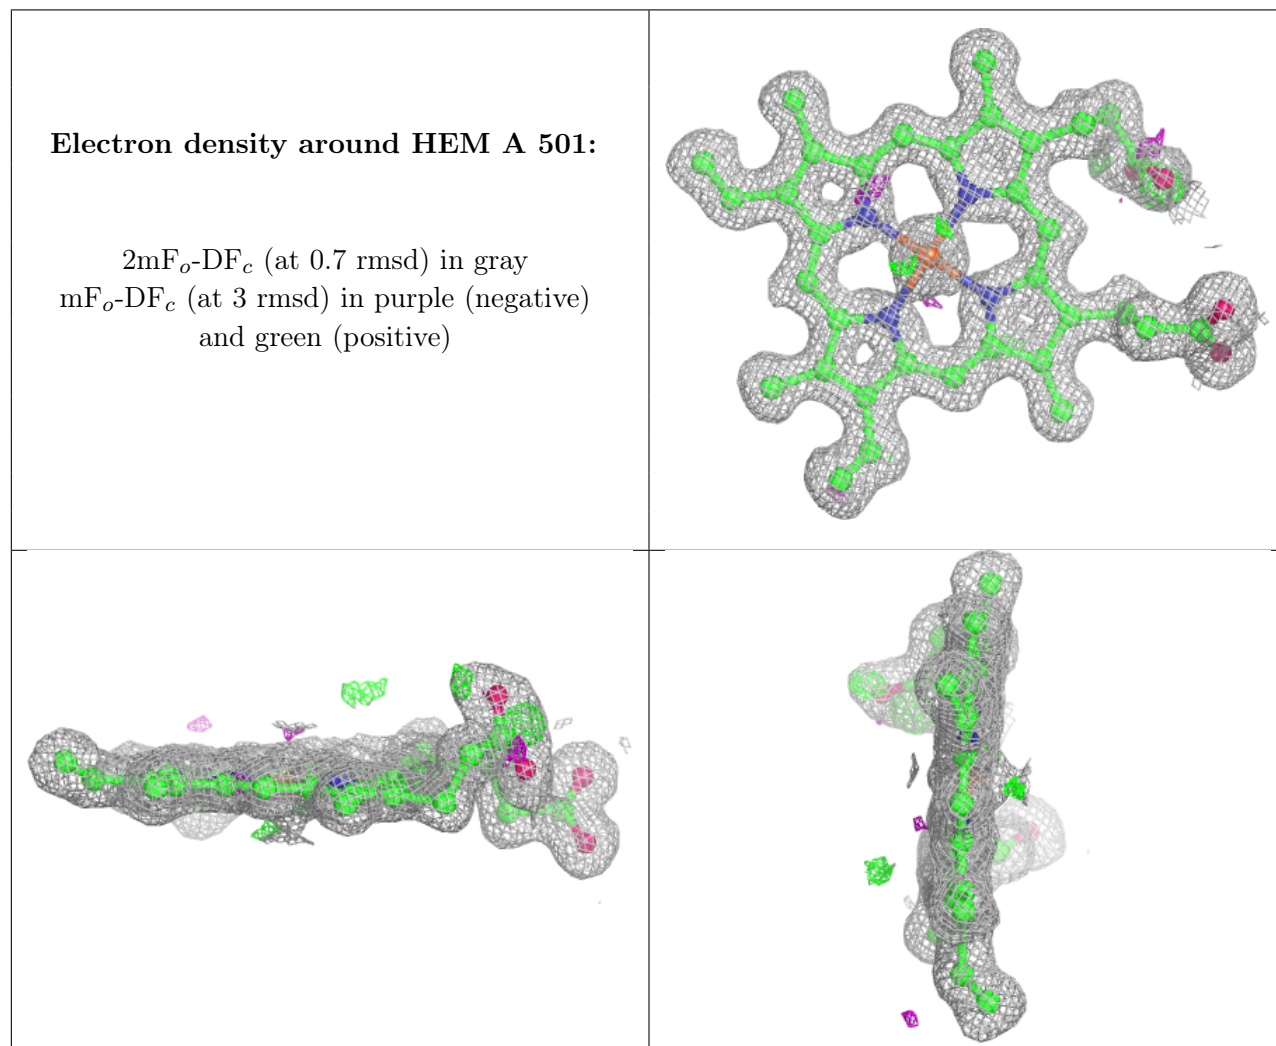 Electron density around HEM A 501:
2mFo-DFc (at 0.7 rmsd) in gray
mFo-DFc (at 3 rmsd) in purple (negative)
and green (positive)